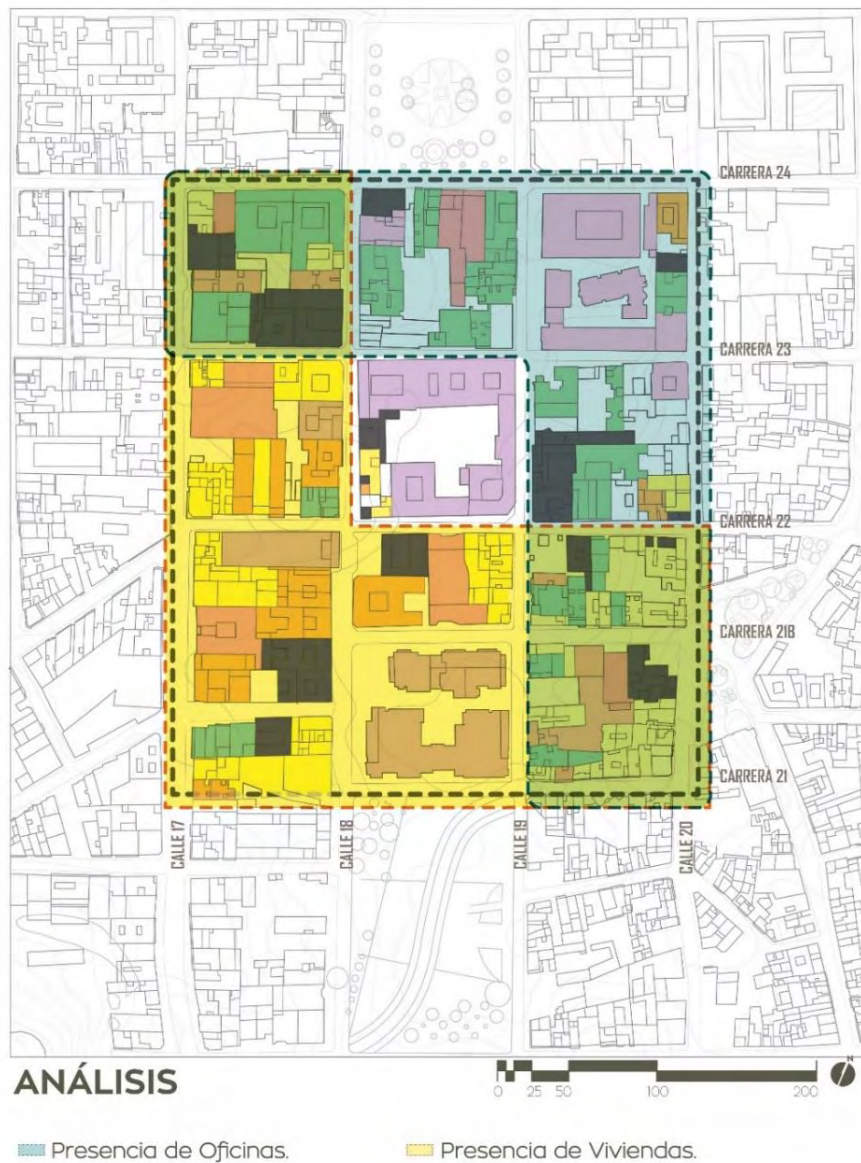 CARRERA 24
CARRERA 23
CARRERA 22
CARRERA 21B
CARRERA 21
CALLE 17
CALLE 18
CALLE 19
CALLE 20
ANÁLISIS
0 25 50 100 200
N
Presencia de Oficinas.
Presencia de Viviendas.